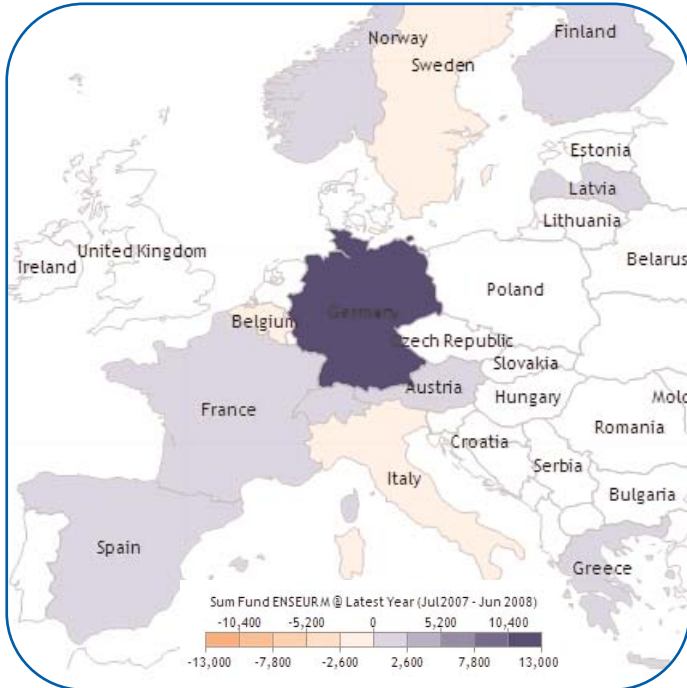 Finland
Norway
Sweden
Estonia
Latvia
Lithuania
United Kingdom
Ireland
Belarus
Poland
Germany
Belgium
Czech Republic
Slovakia
Austria
Hungary
Molo
France
Romania
Croatia
Serbia
Italy
Bulgaria
Spain
Greece
Sum Fund ENSEUR M @ Latest Year (Jul2007 - Jun 2008)
-10,400 -5,200 0 5,200 10,400
-13,000 -7,800 -2,600 2,600 7,800 13,000